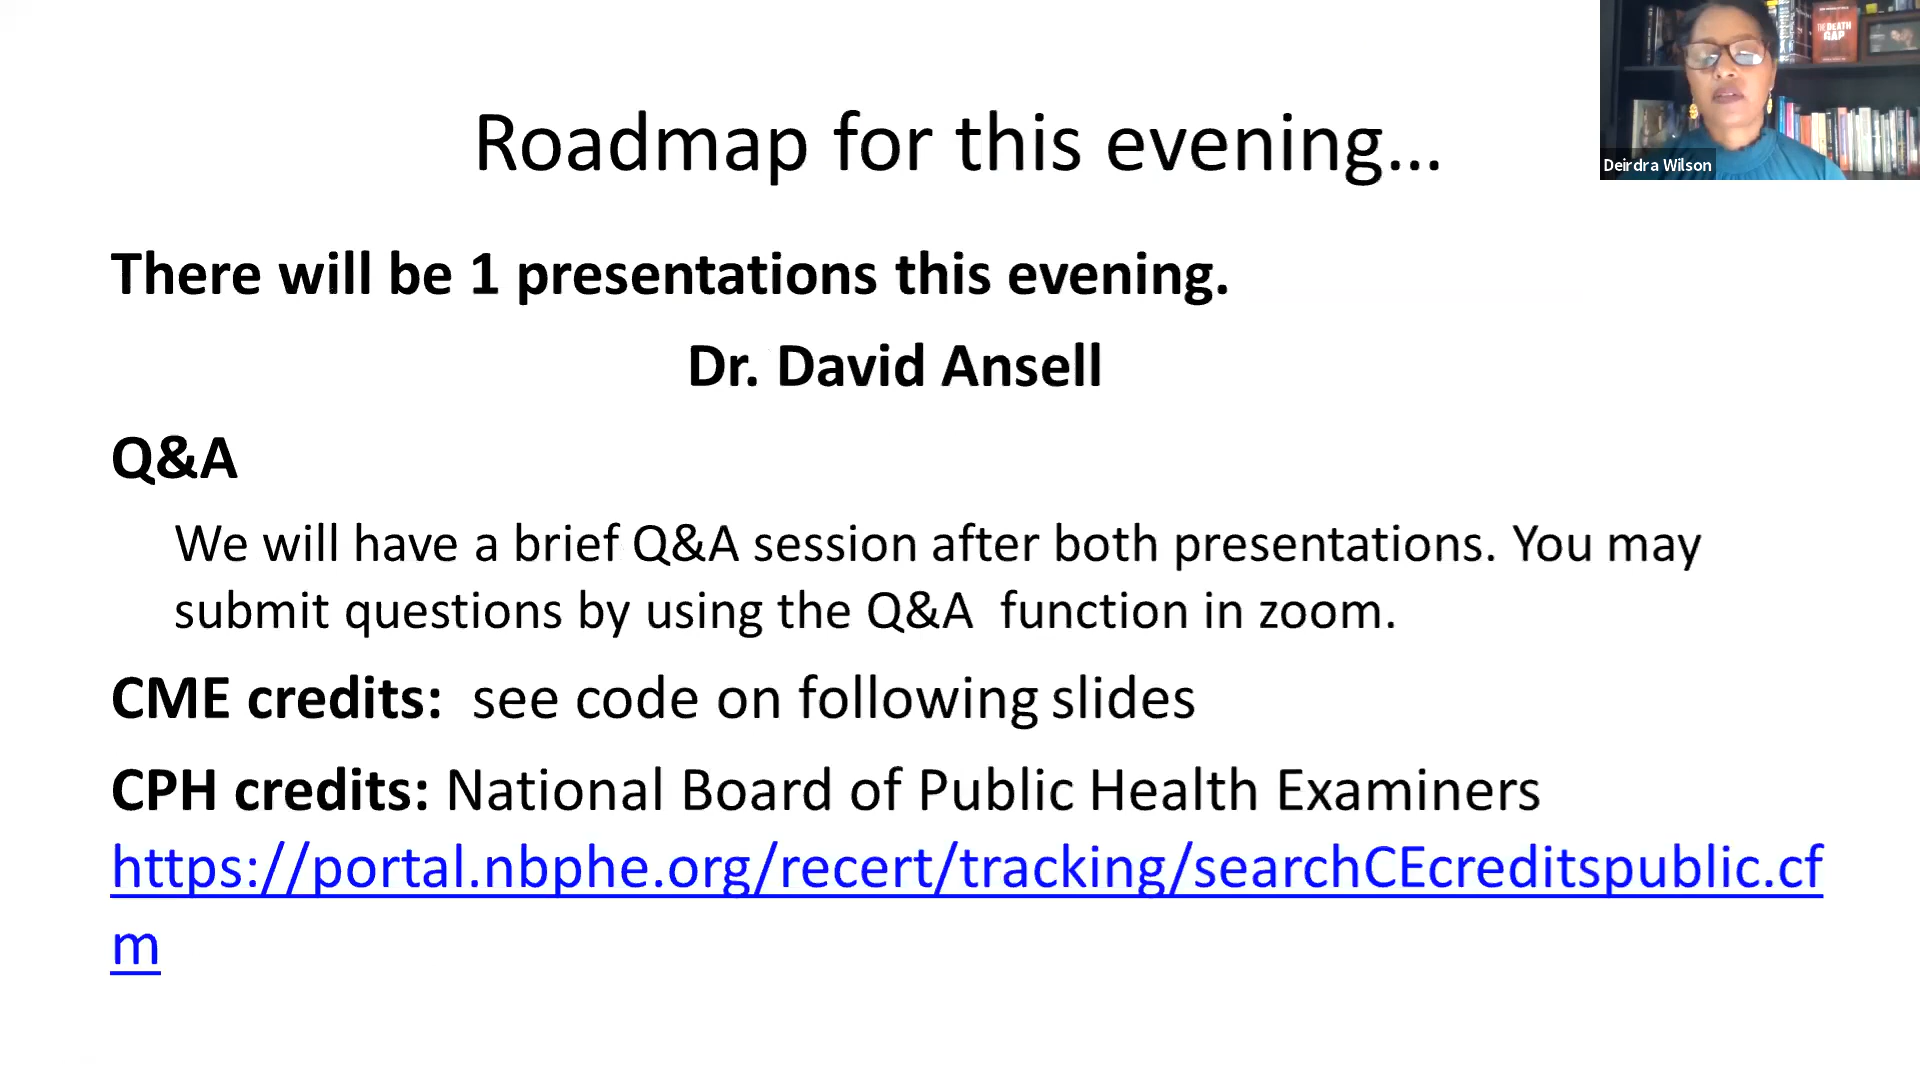 Roadmap for this evening...
THE DEATH
GAP
Deirdra Wilson
There will be 1 presentations this evening.
Dr. David Ansell
Q&A
We will have a brief Q&A session after both presentations. You may
submit questions by using the Q&A  function in zoom.
CME credits:  see code on following slides
CPH credits: National Board of Public Health Examiners
https://portal.nbphe.org/recert/tracking/searchCEcreditspublic.cf
m